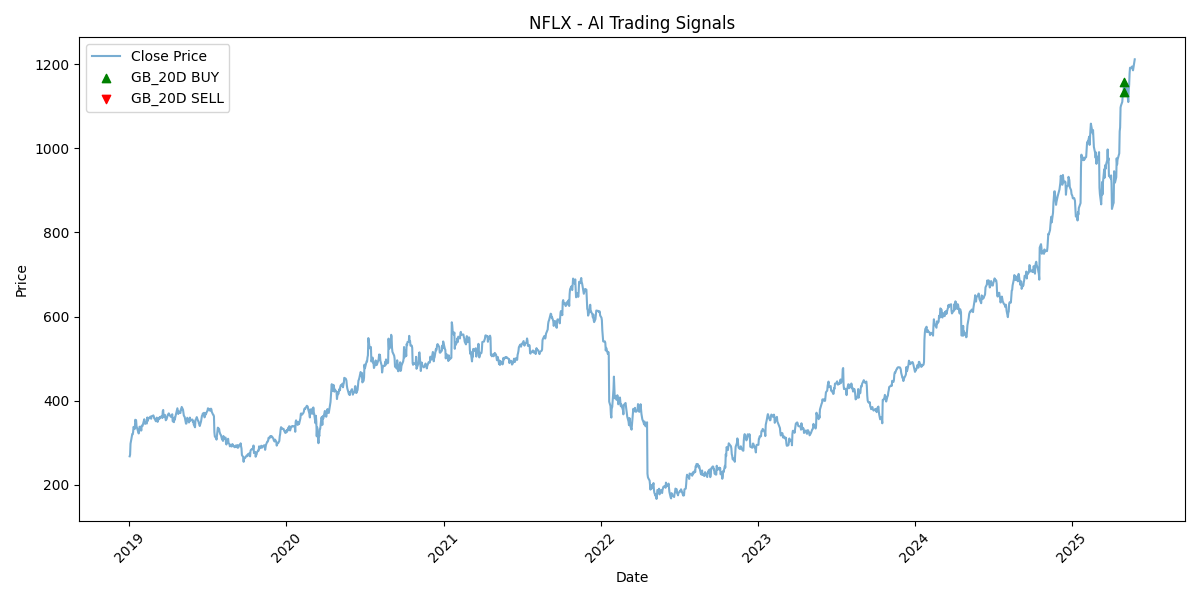 NFLX - AI Trading Signals
Close Price
GB_20D BUY
GB_20D SELL
1200
1000
800
600
400
200
Price
2019
2020
2021
2022
2023
2024
2025
Date